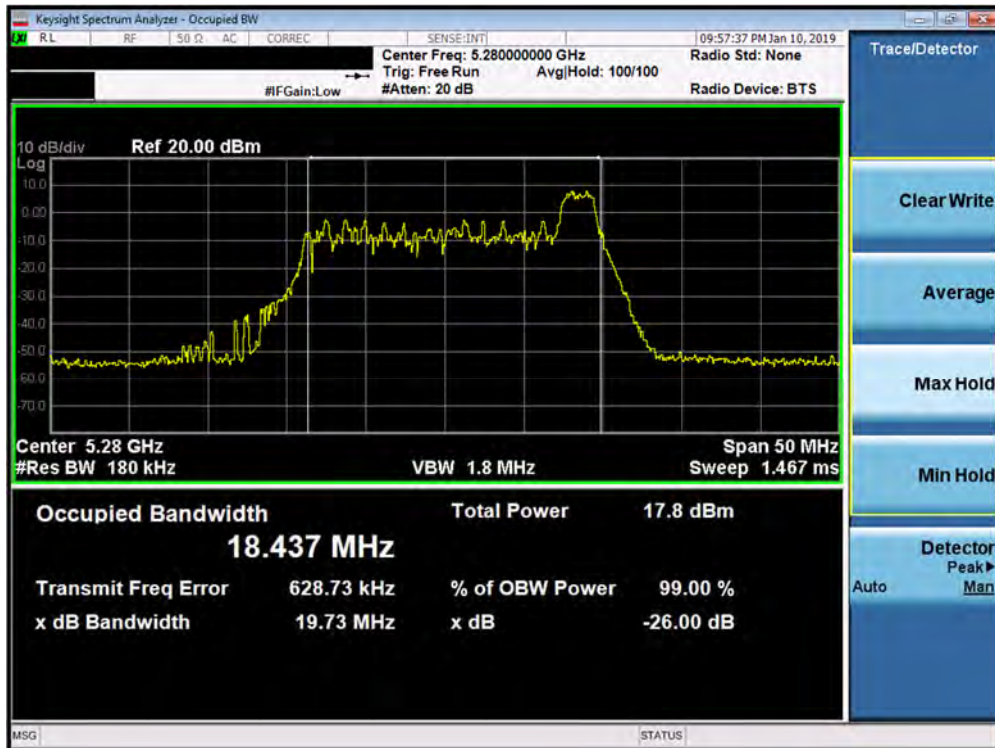 Keysight Spectrum Analyzer - Occupied BW
LXI RL RF 50 Ω AC CORREC SENSE:INT 09:57:37 PM Jan 10, 2019
Center Freq: 5.280000000 GHz Radio Std: None
Trig: Free Run Avg|Hold: 100/100
#IFGain:Low #Atten: 20 dB Radio Device: BTS
10 dB/div Ref 20.00 dBm
Log
10.0
0.00
-10.0
-20.0
-30.0
-40.0
-50.0
-60.0
-70.0
Center 5.28 GHz Span 50 MHz
#Res BW 180 kHz VBW 1.8 MHz Sweep 1.467 ms
Occupied Bandwidth Total Power 17.8 dBm
18.437 MHz
Transmit Freq Error 628.73 kHz % of OBW Power 99.00 %
x dB Bandwidth 19.73 MHz x dB -26.00 dB
MSG STATUS
Trace/Detector
Clear Write
Average
Max Hold
Min Hold
Detector
Peak▶
Auto Man